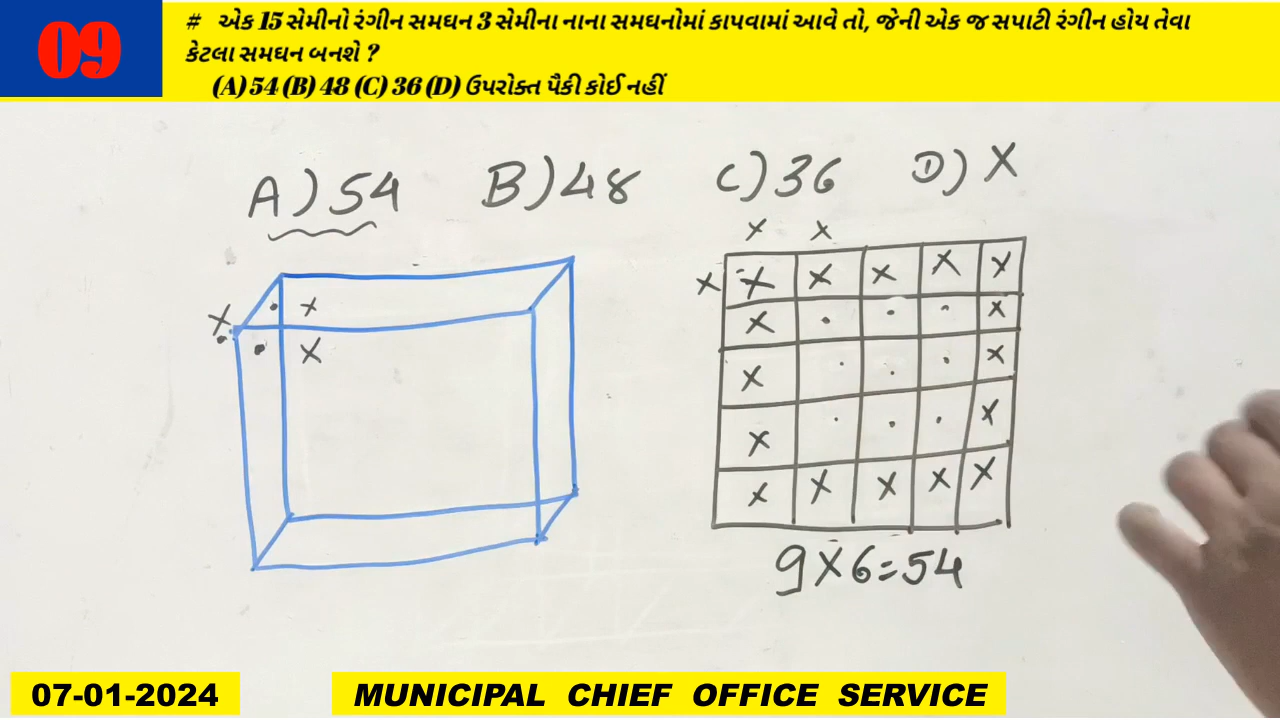 09
# એક 15 સેમીનો રંગીન સમઘન 3 સેમીના નાના સમઘનોમાં કાપવામાં આવે તો, જેની એક જ સપાટી રંગીન હોય તેવા
કેટલા સમઘન બનશે ?
(A) 54 (B) 48 (C) 36 (D) ઉપરોક્ત પૈકી કોઈ નહીં
A) 54 B) 48 C) 36 D) X
X X
X X X X X X
X X
X X
X X
X X X X X
X X
X
9X6=54
07-01-2024 MUNICIPAL CHIEF OFFICE SERVICE